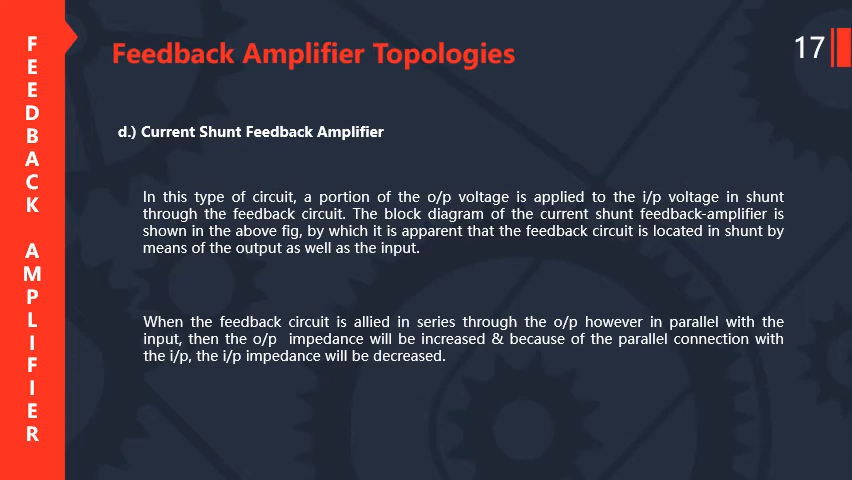 FEEDBACK AMPLIFIER
Feedback Amplifier Topologies
17
d.) Current Shunt Feedback Amplifier
In this type of circuit, a portion of the o/p voltage is applied to the i/p voltage in shunt
through the feedback circuit. The block diagram of the current shunt feedback-amplifier is
shown in the above fig, by which it is apparent that the feedback circuit is located in shunt by
means of the output as well as the input.
When the feedback circuit is allied in series through the o/p however in parallel with the
input, then the o/p impedance will be increased & because of the parallel connection with
the i/p, the i/p impedance will be decreased.